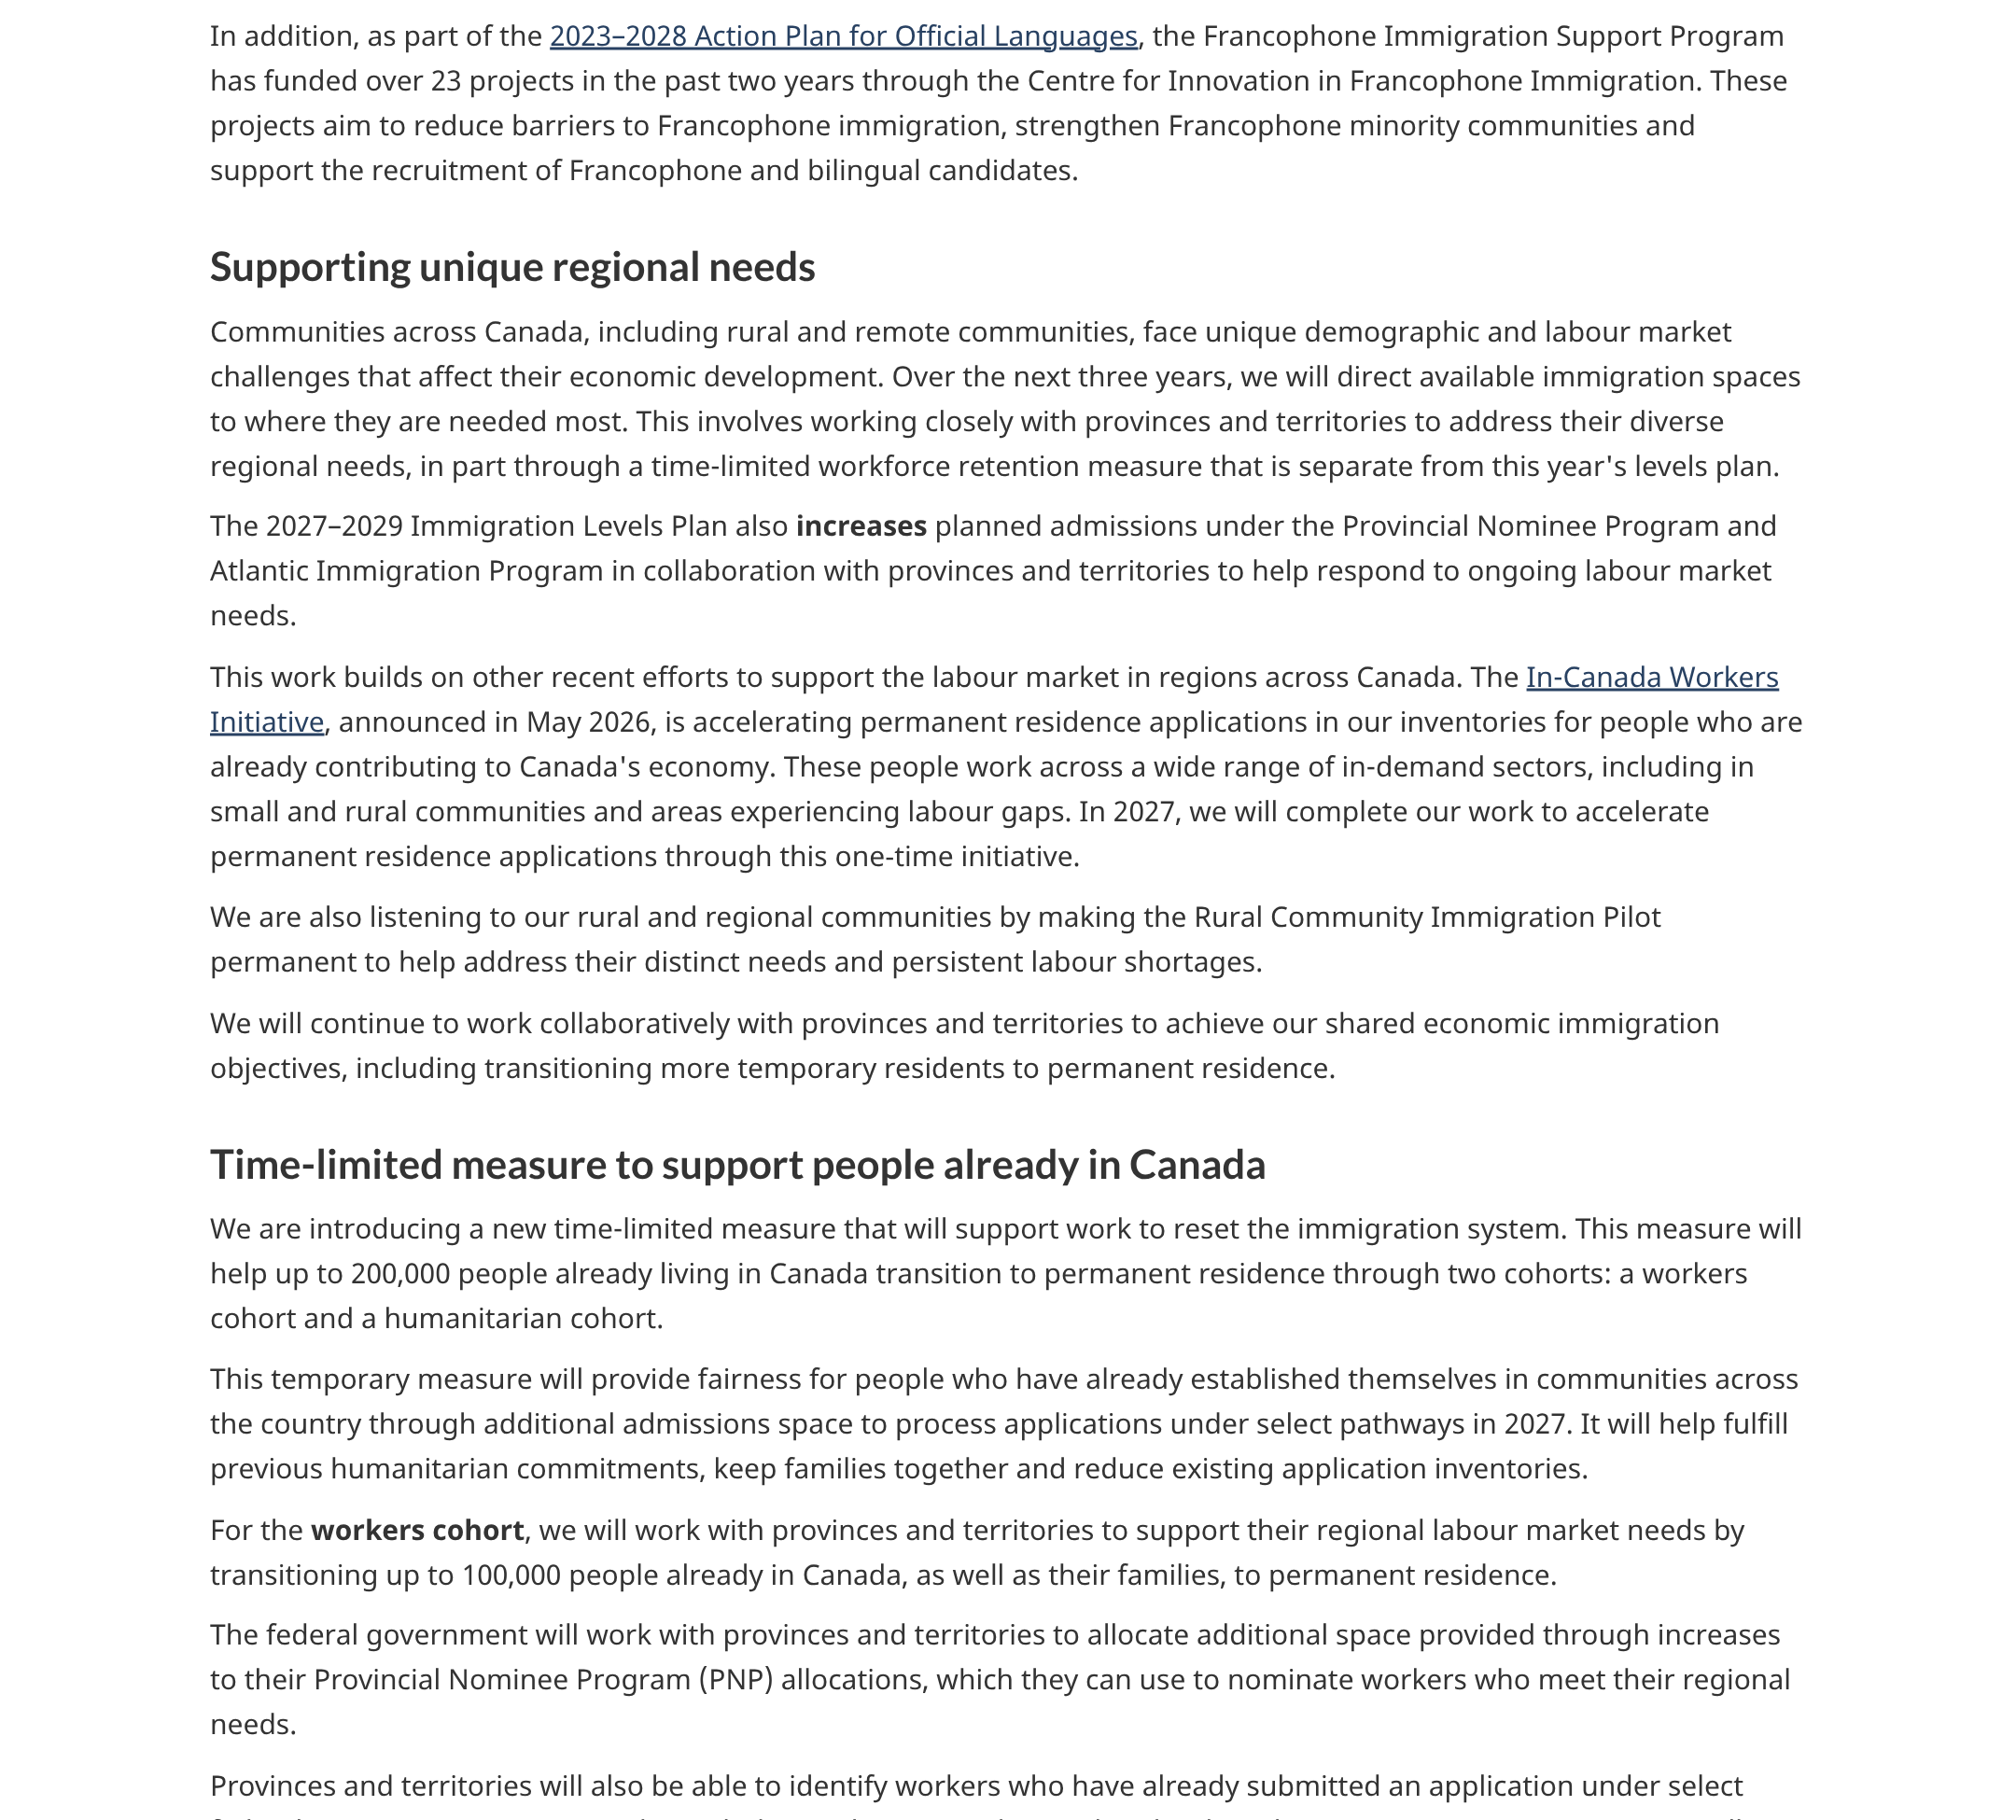 In addition, as part of the 2023–2028 Action Plan for Official Languages, the Francophone Immigration Support Program
has funded over 23 projects in the past two years through the Centre for Innovation in Francophone Immigration. These
projects aim to reduce barriers to Francophone immigration, strengthen Francophone minority communities and
support the recruitment of Francophone and bilingual candidates.
Supporting unique regional needs
Communities across Canada, including rural and remote communities, face unique demographic and labour market
challenges that affect their economic development. Over the next three years, we will direct available immigration spaces
to where they are needed most. This involves working closely with provinces and territories to address their diverse
regional needs, in part through a time-limited workforce retention measure that is separate from this year's levels plan.
The 2027–2029 Immigration Levels Plan also increases planned admissions under the Provincial Nominee Program and
Atlantic Immigration Program in collaboration with provinces and territories to help respond to ongoing labour market
needs.
This work builds on other recent efforts to support the labour market in regions across Canada. The In-Canada Workers
Initiative, announced in May 2026, is accelerating permanent residence applications in our inventories for people who are
already contributing to Canada's economy. These people work across a wide range of in-demand sectors, including in
small and rural communities and areas experiencing labour gaps. In 2027, we will complete our work to accelerate
permanent residence applications through this one-time initiative.
We are also listening to our rural and regional communities by making the Rural Community Immigration Pilot
permanent to help address their distinct needs and persistent labour shortages.
We will continue to work collaboratively with provinces and territories to achieve our shared economic immigration
objectives, including transitioning more temporary residents to permanent residence.
Time-limited measure to support people already in Canada
We are introducing a new time-limited measure that will support work to reset the immigration system. This measure will
help up to 200,000 people already living in Canada transition to permanent residence through two cohorts: a workers
cohort and a humanitarian cohort.
This temporary measure will provide fairness for people who have already established themselves in communities across
the country through additional admissions space to process applications under select pathways in 2027. It will help fulfill
previous humanitarian commitments, keep families together and reduce existing application inventories.
For the workers cohort, we will work with provinces and territories to support their regional labour market needs by
transitioning up to 100,000 people already in Canada, as well as their families, to permanent residence.
The federal government will work with provinces and territories to allocate additional space provided through increases
to their Provincial Nominee Program (PNP) allocations, which they can use to nominate workers who meet their regional
needs.
Provinces and territories will also be able to identify workers who have already submitted an application under select